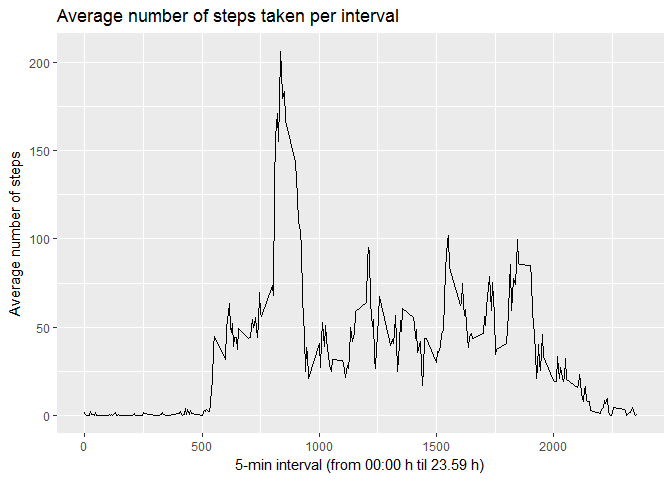 Average number of steps taken per interval
Average number of steps
200
150
100
50
0
0 500 1000 1500 2000
5-min interval (from 00:00 h til 23.59 h)